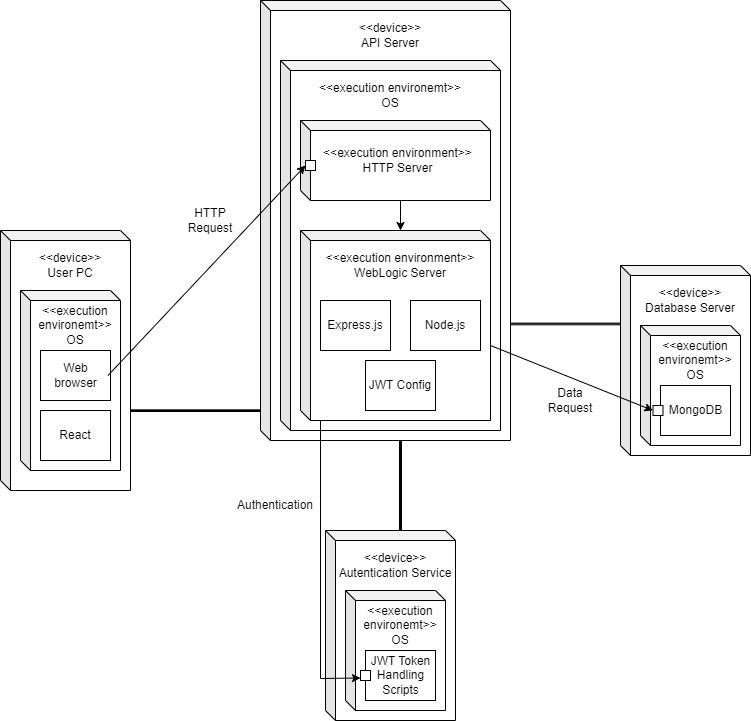 <<device>>
API Server
<<execution environemt>>
OS
<<execution environment>>
HTTP Server
HTTP
Request
<<execution environment>>
WebLogic Server
Express.js
Node.js
JWT Config
<<device>>
User PC
<<execution
environemt>>
OS
Web
browser
React
<<device>>
Database Server
<<execution
environemt>>
OS
MongoDB
Data
Request
Authentication
<<device>>
Autentication Service
<<execution
environemt>>
OS
JWT Token
Handling
Scripts